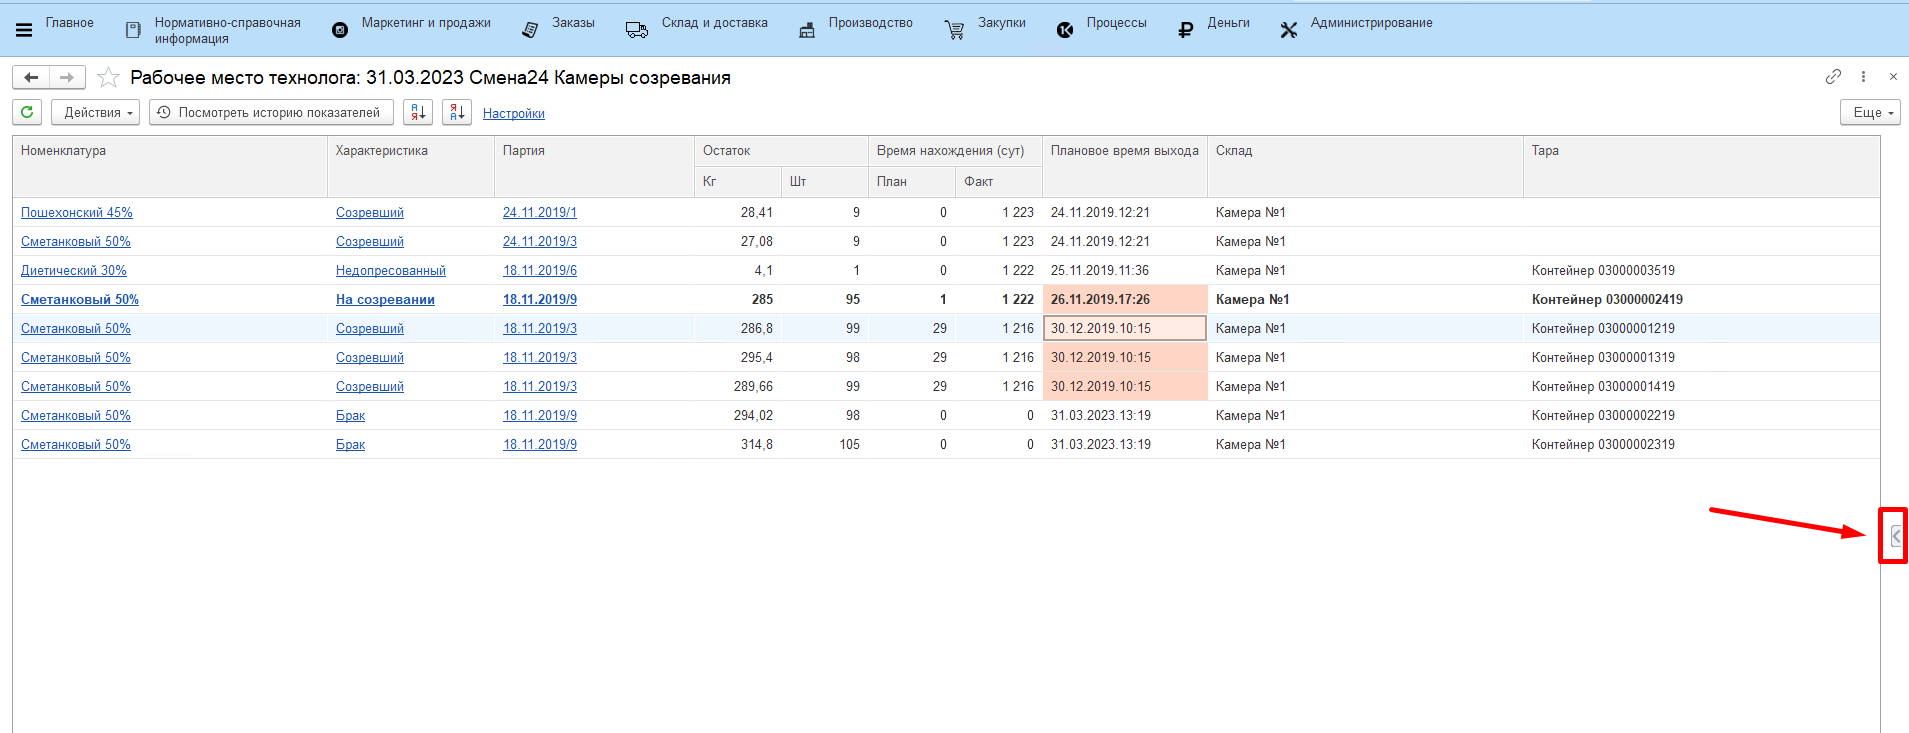 Главное
Нормативно-справочная информация
Маркетинг и продажи
Заказы
Склад и доставка
Производство
Закупки
Процессы
Деньги
Администрирование
Рабочее место технолога: 31.03.2023 Смена24 Камеры созревания
Действия
Посмотреть историю показателей
Настройки
Еще
Номенклатура Характеристика Партия Остаток Время нахождения (сут) Плановое время выхода Склад Тара
Кг Шт План Факт
Пошехонский 45% Созревший 24.11.2019/1 28,41 9 0 1 223 24.11.2019.12:21 Камера №1
Сметанковый 50% Созревший 24.11.2019/3 27,08 9 0 1 223 24.11.2019.12:21 Камера №1
Диетический 30% Недопресованный 18.11.2019/6 4,1 1 0 1 222 25.11.2019.11:36 Камера №1 Контейнер 03000003519
Сметанковый 50% На созревании 18.11.2019/9 285 95 1 1 222 26.11.2019.17:26 Камера №1 Контейнер 03000002419
Сметанковый 50% Созревший 18.11.2019/3 286,8 99 29 1 216 30.12.2019.10:15 Камера №1 Контейнер 03000001219
Сметанковый 50% Созревший 18.11.2019/3 295,4 98 29 1 216 30.12.2019.10:15 Камера №1 Контейнер 03000001319
Сметанковый 50% Созревший 18.11.2019/3 289,66 99 29 1 216 30.12.2019.10:15 Камера №1 Контейнер 03000001419
Сметанковый 50% Брак 18.11.2019/9 294,02 98 0 0 31.03.2023.13:19 Камера №1 Контейнер 03000002219
Сметанковый 50% Брак 18.11.2019/9 314,8 105 0 0 31.03.2023.13:19 Камера №1 Контейнер 03000002319